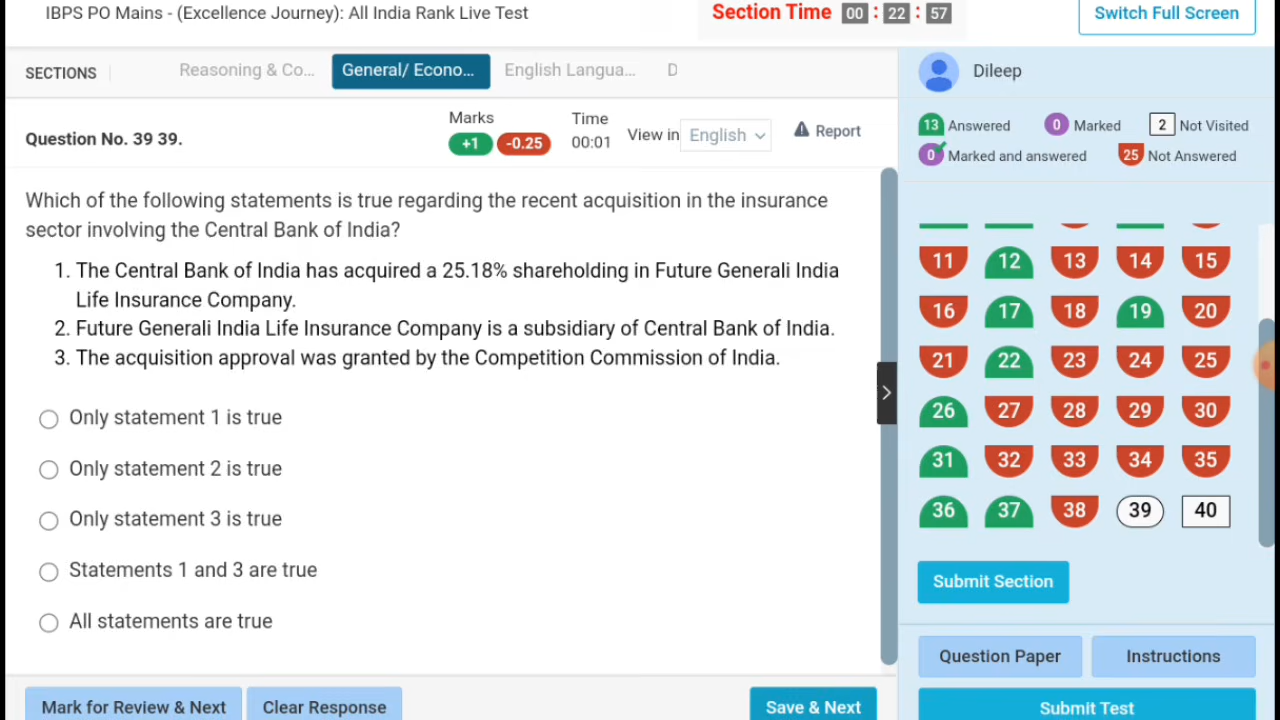 IBPS PO Mains - (Excellence Journey): All India Rank Live Test
Section Time 00 : 22 : 57
Switch Full Screen
SECTIONS
Reasoning & Co...
General/ Econo...
English Langua...
D
Dileep
Question No. 39 39.
Marks
+1 -0.25
Time
00:01
View in English
Report
13 Answered
0 Marked
2 Not Visited
0 Marked and answered
25 Not Answered
Which of the following statements is true regarding the recent acquisition in the insurance
sector involving the Central Bank of India?
1. The Central Bank of India has acquired a 25.18% shareholding in Future Generali India
Life Insurance Company.
2. Future Generali India Life Insurance Company is a subsidiary of Central Bank of India.
3. The acquisition approval was granted by the Competition Commission of India.
Only statement 1 is true
Only statement 2 is true
Only statement 3 is true
Statements 1 and 3 are true
All statements are true
11 12 13 14 15
16 17 18 19 20
21 22 23 24 25
26 27 28 29 30
31 32 33 34 35
36 37 38 39 40
Submit Section
Question Paper
Instructions
Mark for Review & Next
Clear Response
Save & Next
Submit Test